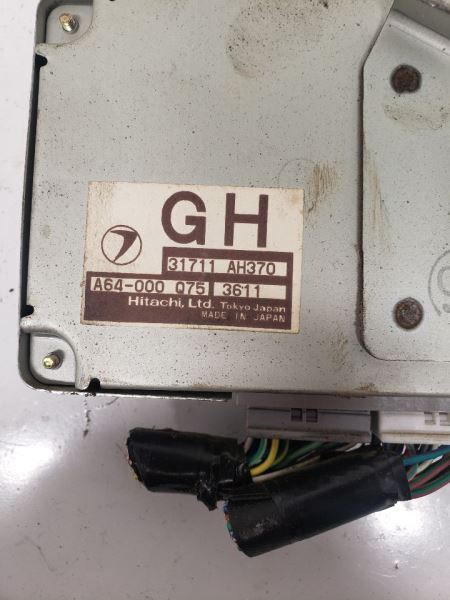 GH
31711 AH370
A64-000 Q75 3611
Hitachi, Ltd. Tokyo Japan
MADE IN JAPAN